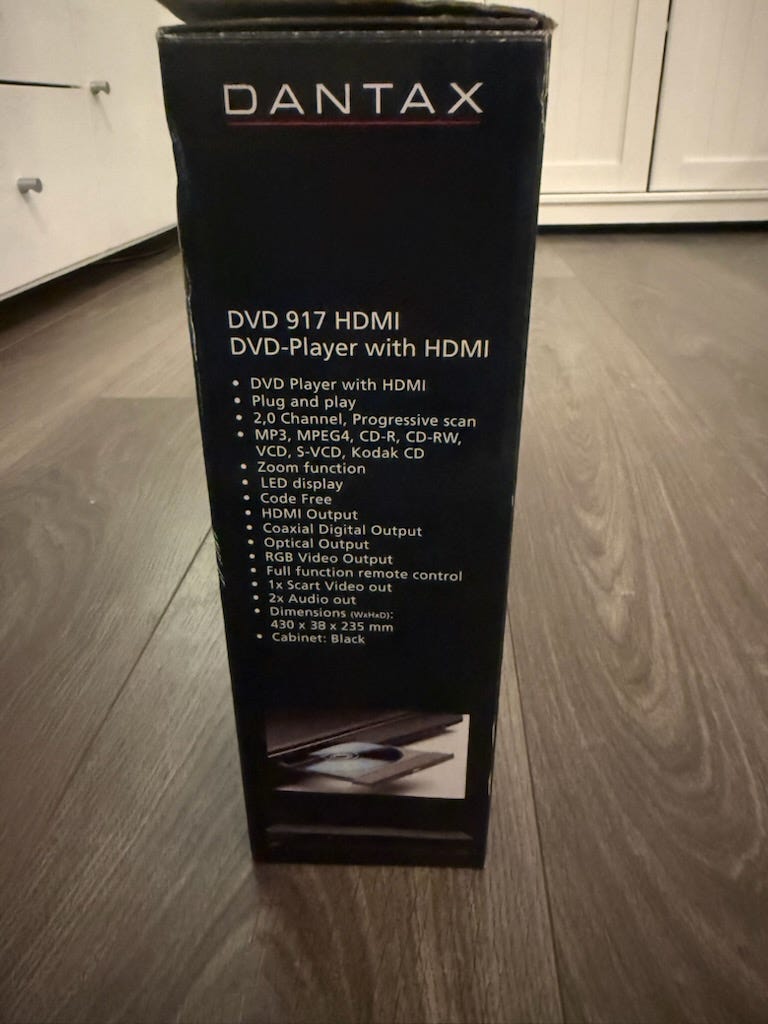 DANTAX
DVD 917 HDMI
DVD-Player with HDMI
• DVD Player with HDMI
• Plug and play
• 2,0 Channel, Progressive scan
• MP3, MPEG4, CD-R, CD-RW,
VCD, S-VCD, Kodak CD
• Zoom function
• LED display
• Code Free
• HDMI Output
• Coaxial Digital Output
• Optical Output
• RGB Video Output
• Full function remote control
• 1x Scart Video out
• 2x Audio out
• Dimensions (WxHxD):
430 x 38 x 235 mm
• Cabinet: Black